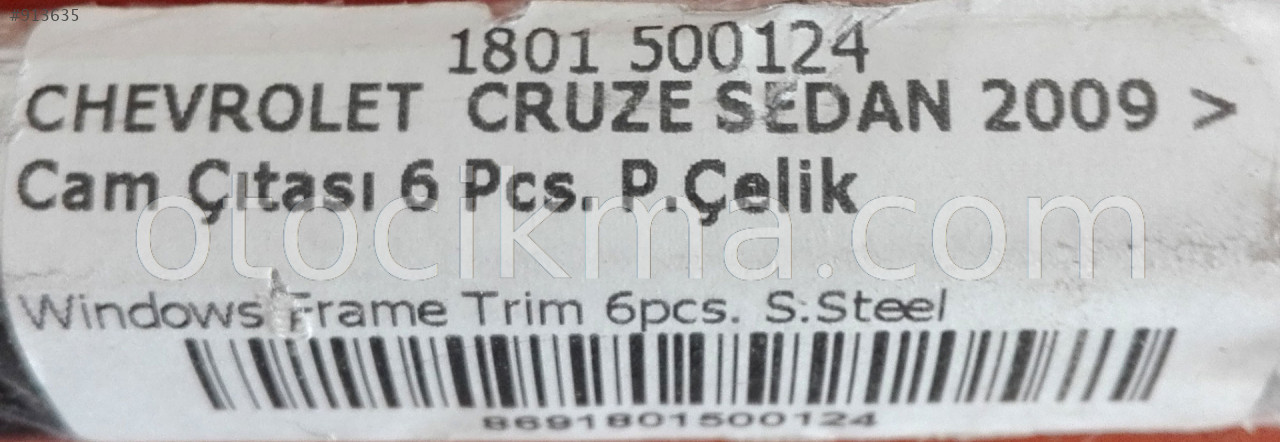 #913635
1801 500124
CHEVROLET CRUZE SEDAN 2009 >
Cam Çıtası 6 Pcs. P.Çelik
otocikma.com
Windows Frame Trim 6pcs. S.Steel
8691801500124